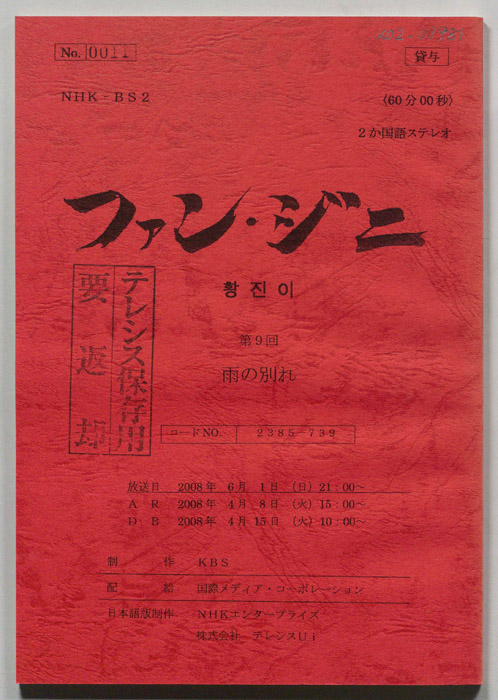 No. 0011
貸与
NHK-BS2
〈60分00秒〉
2か国語ステレオ
ファン・ジニ
황진이
第9回
雨の別れ
テレシス保存用
要返却
コードNO. 2385-739
放送日 2008年 6月 1日 (日) 21:00～
A R 2008年 4月 8日 (火) 15:00～
D B 2008年 4月 15日 (火) 10:00～
制作 KBS
配給 国際メディア・コーポレーション
日本語版制作 NHKエンタープライズ
株式会社 テレシスUi